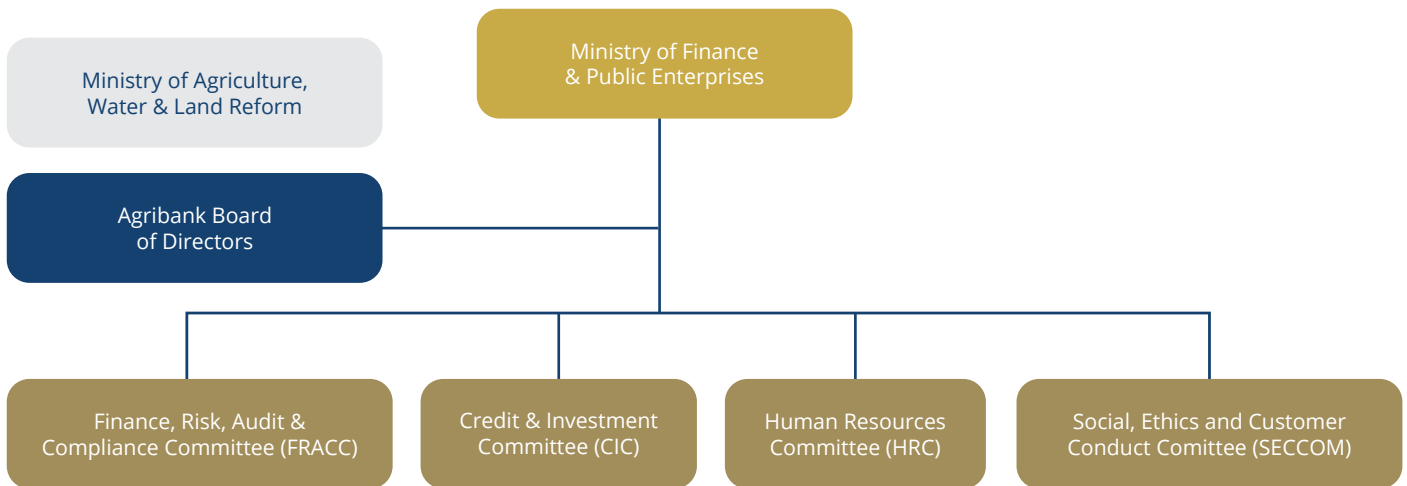 Ministry of Agriculture,
Water & Land Reform
Ministry of Finance
& Public Enterprises
Agribank Board
of Directors
Finance, Risk, Audit &
Compliance Committee (FRACC)
Credit & Investment
Committee (CIC)
Human Resources
Committee (HRC)
Social, Ethics and Customer
Conduct Comittee (SECCOM)